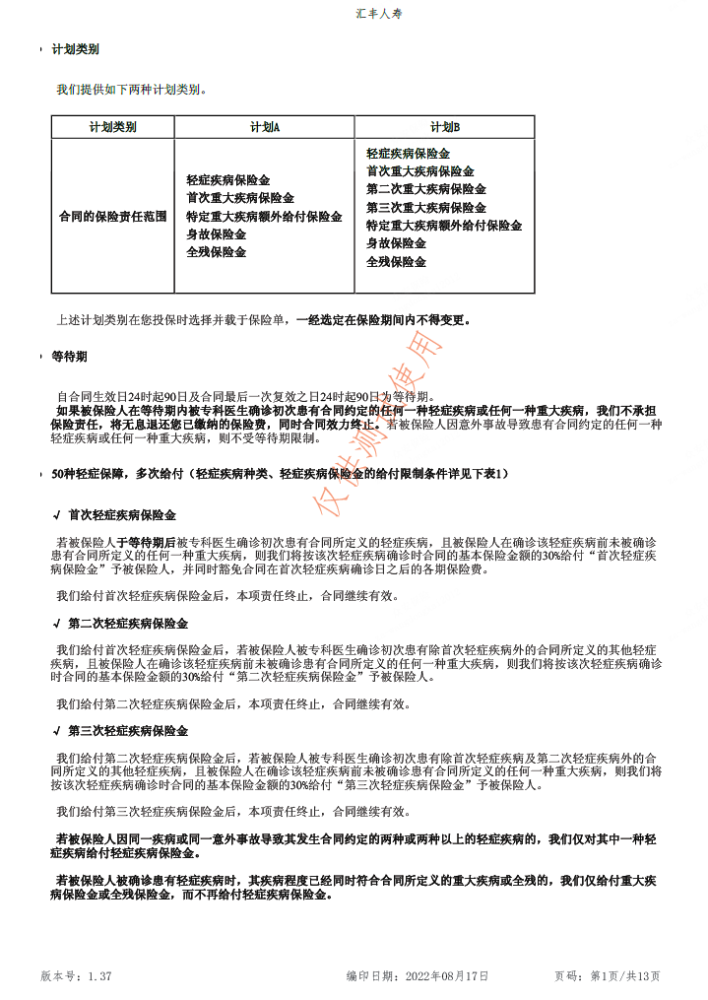 汇丰人寿
计划类别
我们提供如下两种计划类别。
计划类别 计划A 计划B
合同的保险责任范围
轻症疾病保险金
首次重大疾病保险金
特定重大疾病额外给付保险金
身故保险金
全残保险金
轻症疾病保险金
首次重大疾病保险金
第二次重大疾病保险金
第三次重大疾病保险金
特定重大疾病额外给付保险金
身故保险金
全残保险金
上述计划类别在您投保时选择并载于保险单，一经选定在保险期间内不得变更。
等待期
自合同生效日24时起90日及合同最后一次复效之日24时起90日为等待期。
如果被保险人在等待期内被专科医生确诊初次患有合同约定的任何一种轻症疾病或任何一种重大疾病，我们不承担
保险责任，将无息退还您已缴纳的保险费，同时合同效力终止。若被保险人因意外事故导致患有合同约定的任何一种
轻症疾病或任何一种重大疾病，则不受等待期限制。
50种轻症保障，多次给付（轻症疾病种类、轻症疾病保险金的给付限制条件详见下表1）
√ 首次轻症疾病保险金
若被保险人于等待期后被专科医生确诊初次患有合同所定义的轻症疾病，且被保险人在确诊该轻症疾病前未被确诊
患有合同所定义的任何一种重大疾病，则我们将按该次轻症疾病确诊时合同的基本保险金额的30%给付“首次轻症疾
病保险金”予被保险人，并同时豁免合同在首次轻症疾病确诊日之后的各期保险费。
我们给付首次轻症疾病保险金后，本项责任终止，合同继续有效。
√ 第二次轻症疾病保险金
我们给付首次轻症疾病保险金后，若被保险人被专科医生确诊初次患有除首次轻症疾病外的合同所定义的其他轻症
疾病，且被保险人在确诊该轻症疾病前未被确诊患有合同所定义的任何一种重大疾病，则我们将按该次轻症疾病确诊
时合同的基本保险金额的30%给付“第二次轻症疾病保险金”予被保险人。
我们给付第二次轻症疾病保险金后，本项责任终止，合同继续有效。
√ 第三次轻症疾病保险金
我们给付第二次轻症疾病保险金后，若被保险人被专科医生确诊初次患有除首次轻症疾病及第二次轻症疾病外的合
同所定义的其他轻症疾病，且被保险人在确诊该轻症疾病前未被确诊患有合同所定义的任何一种重大疾病，则我们将
按该次轻症疾病确诊时合同的基本保险金额的30%给付“第三次轻症疾病保险金”予被保险人。
我们给付第三次轻症疾病保险金后，本项责任终止，合同继续有效。
若被保险人因同一疾病或同一意外事故导致其发生合同约定的两种或两种以上的轻症疾病的，我们仅对其中一种轻
症疾病给付轻症疾病保险金。
若被保险人被确诊患有轻症疾病时，其疾病程度已经同时符合合同所定义的重大疾病或全残的，我们仅给付重大疾
病保险金或全残保险金，而不再给付轻症疾病保险金。
仅供测试使用
版本号：1.37 编印日期：2022年08月17日 页码：第1页/共13页